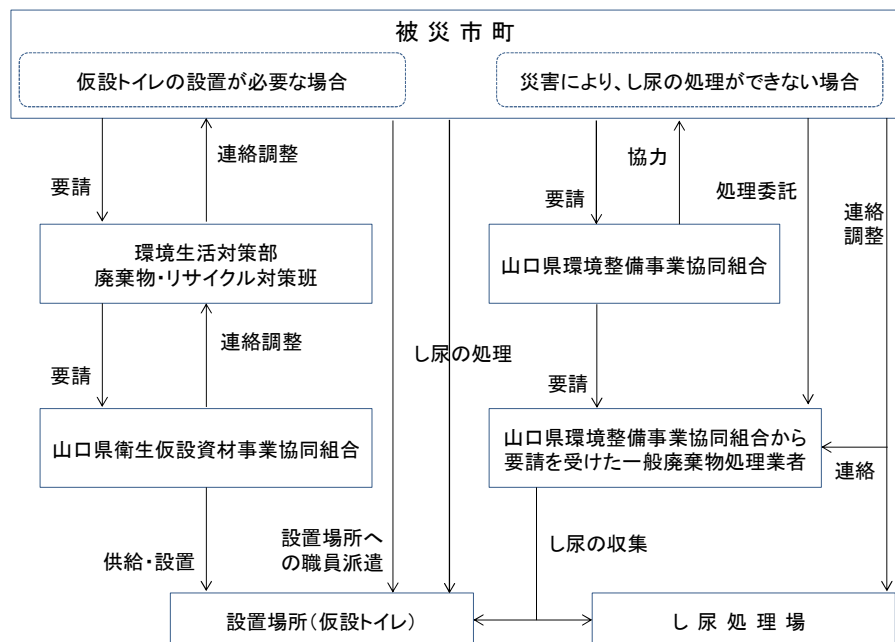 被災市町
仮設トイレの設置が必要な場合
災害により、し尿の処理ができない場合
要請
連絡調整
要請
協力
処理委託
連絡
調整
環境生活対策部
廃棄物・リサイクル対策班
山口県環境整備事業協同組合
要請
連絡調整
し尿の処理
要請
山口県衛生仮設資材事業協同組合
山口県環境整備事業協同組合から
要請を受けた一般廃棄物処理業者
連絡
供給・設置
設置場所へ
の職員派遣
し尿の収集
設置場所(仮設トイレ)
し尿処理場